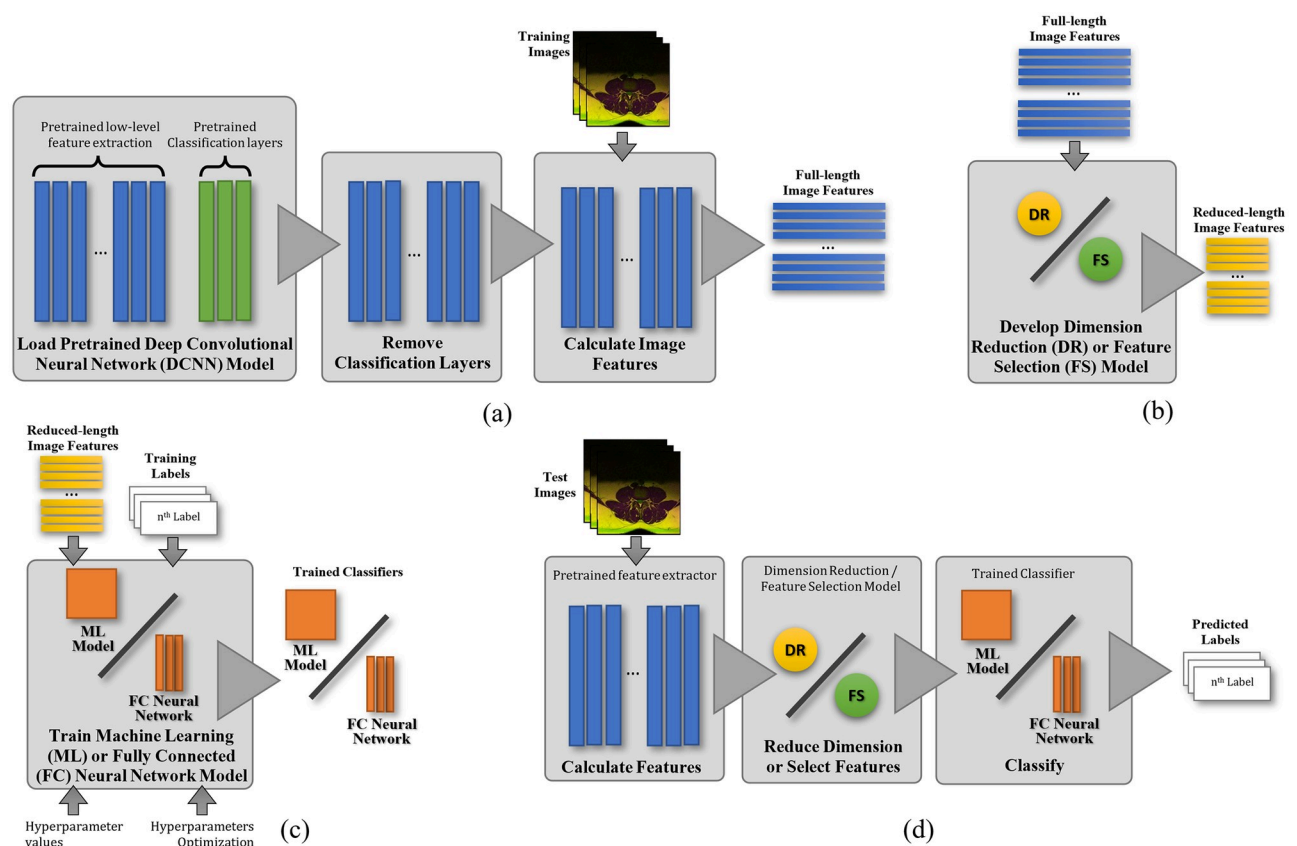 Training
Images
Pretrained low-level
feature extraction
Pretrained
Classification layers
...
...
...
Full-length
Image Features
...
Load Pretrained Deep Convolutional
Neural Network (DCNN) Model
Remove
Classification Layers
Calculate Image
Features
(a)
Full-length
Image Features
...
DR
FS
Reduced-length
Image Features
...
Develop Dimension
Reduction (DR) or Feature
Selection (FS) Model
(b)
Reduced-length
Image Features
...
Training
Labels
nth Label
ML
Model
FC Neural
Network
Train Machine Learning
(ML) or Fully Connected
(FC) Neural Network Model
Hyperparameter
values
Hyperparameters
Optimization
Trained Classifiers
ML
Model
FC Neural
Network
(c)
Test
Images
Pretrained feature extractor
...
Calculate Features
Dimension Reduction /
Feature Selection Model
DR
FS
Reduce Dimension
or Select Features
Trained Classifier
ML
Model
FC Neural
Network
Classify
Predicted
Labels
nth Label
(d)